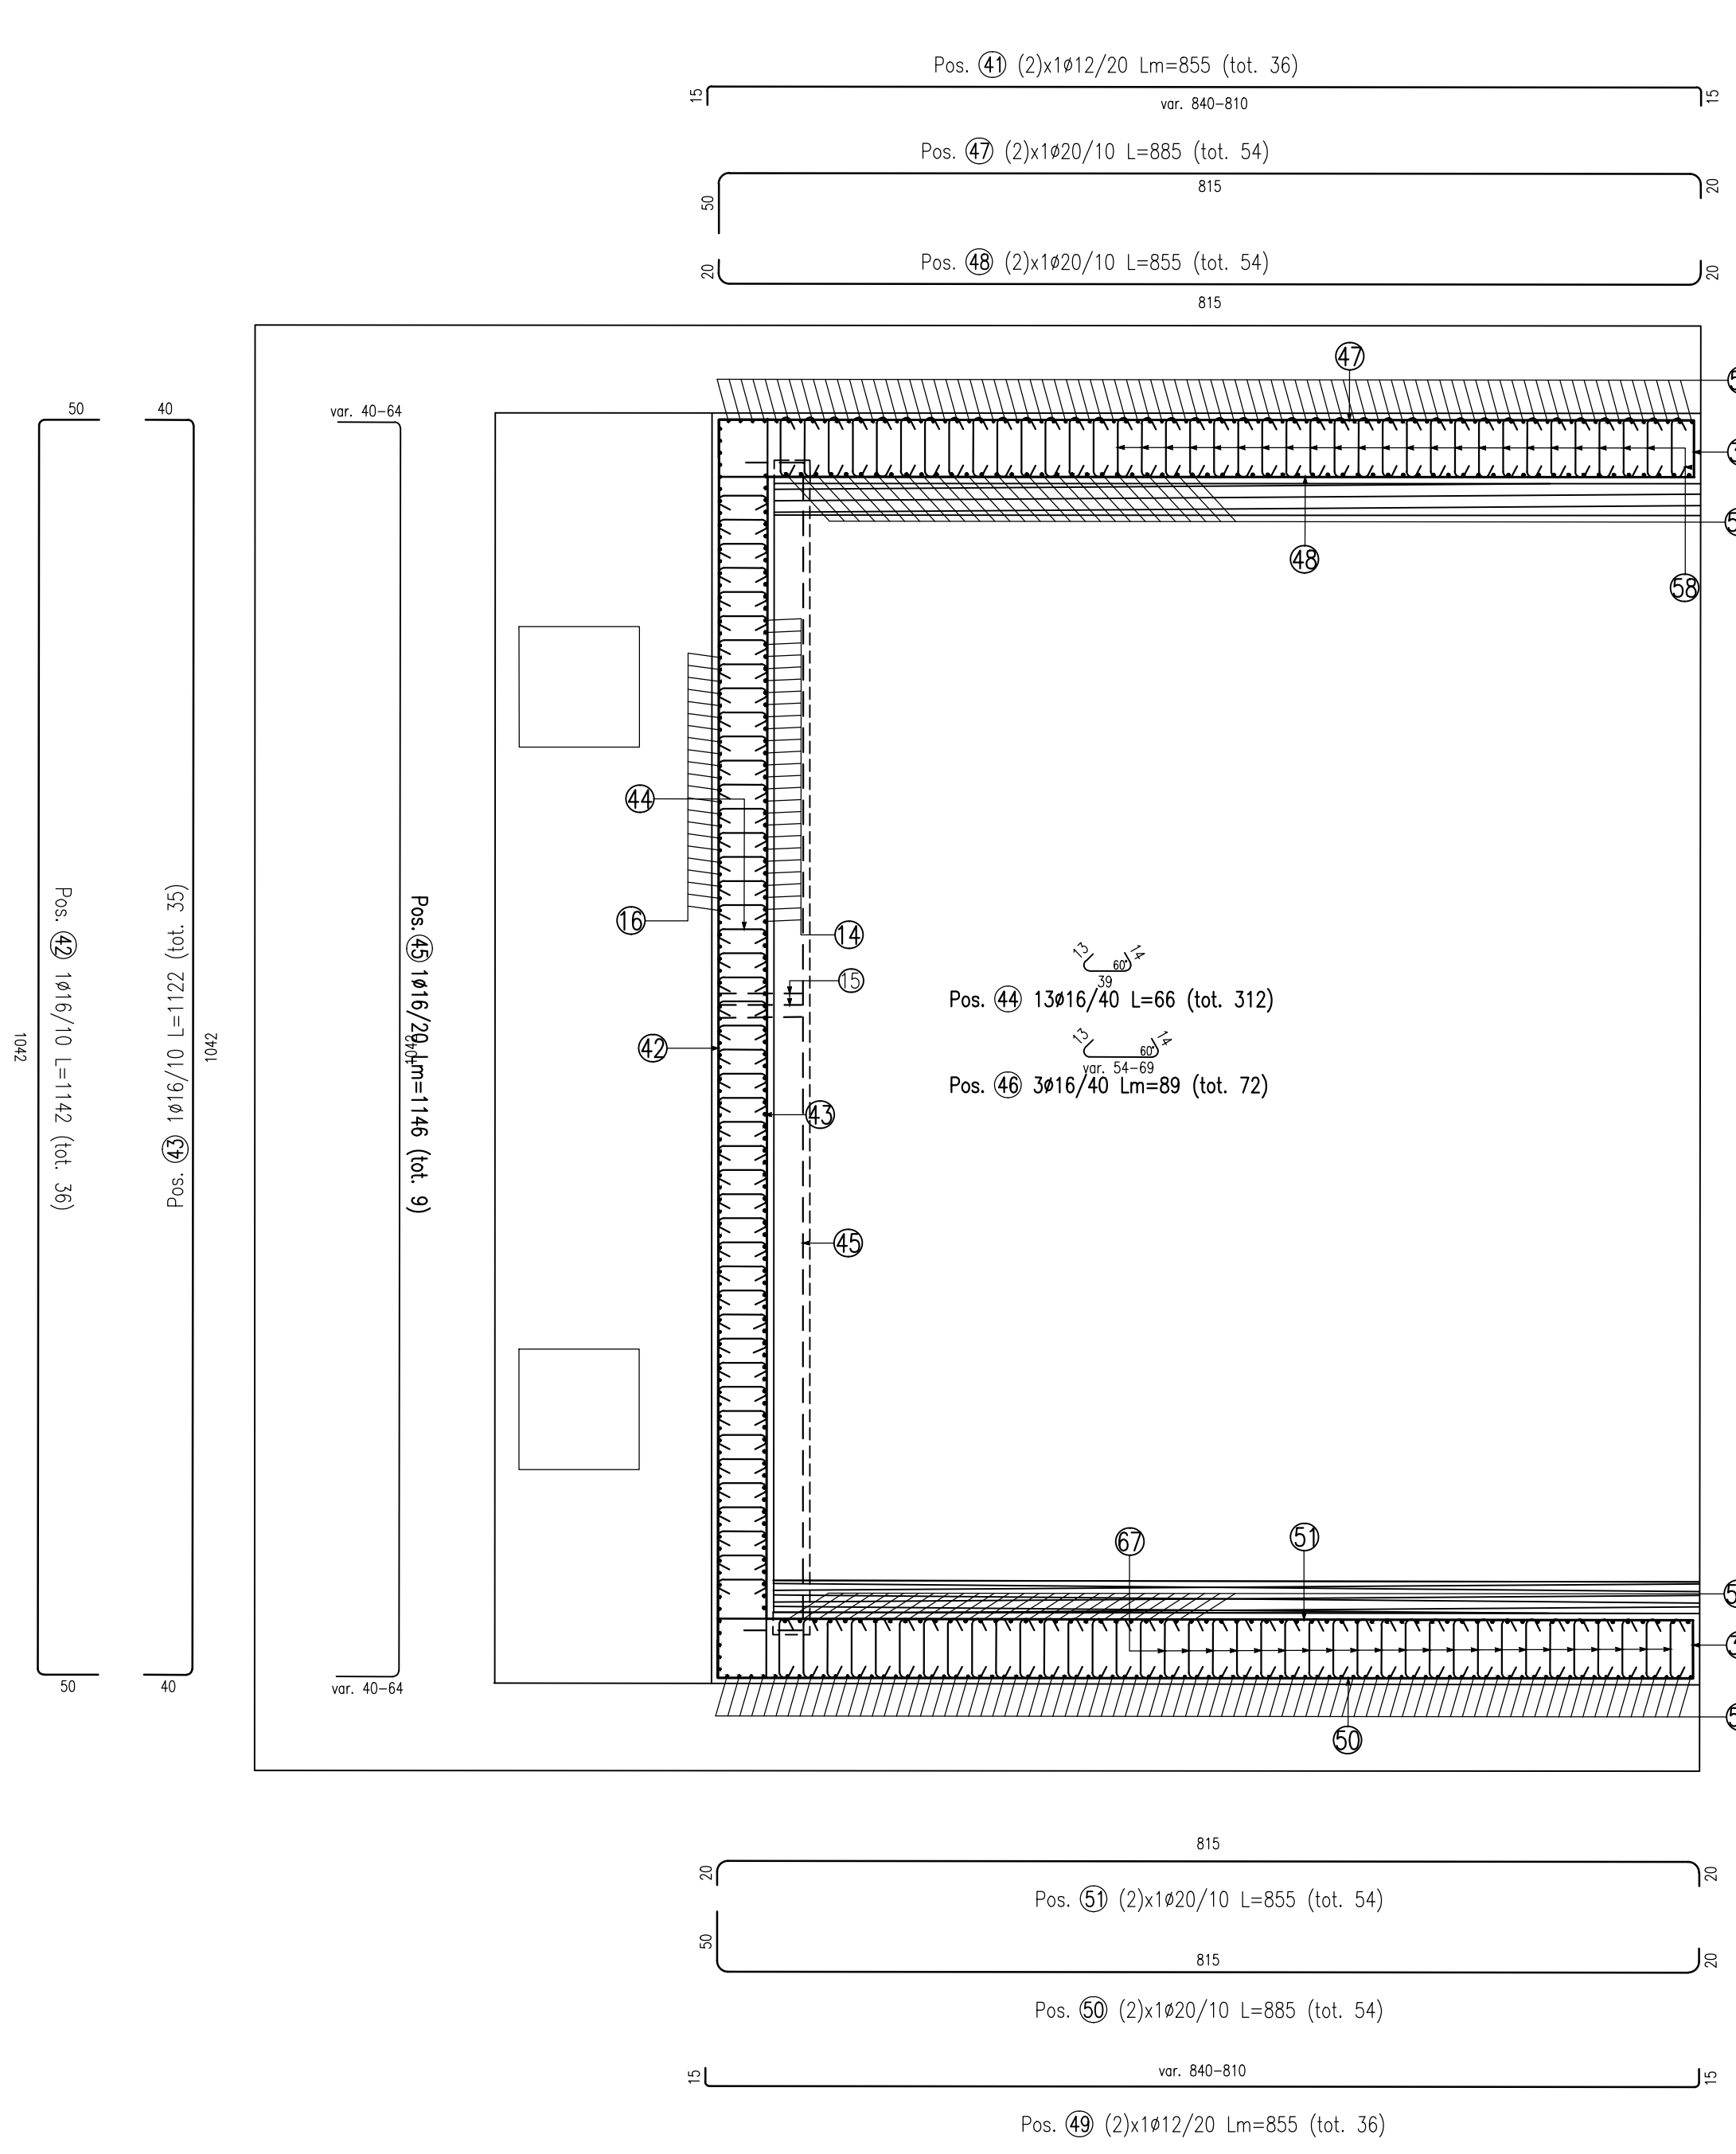 Pos. 41 (2)x1ø12/20 Lm=855 (tot. 36)
15
var. 840-810
15
Pos. 47 (2)x1ø20/10 L=885 (tot. 54)
50
815
20
Pos. 48 (2)x1ø20/10 L=855 (tot. 54)
20
815
20
47
48
58
50
40
var. 40-64
1042
Pos. 42 1ø16/10 L=1142 (tot. 36)
Pos. 43 1ø16/10 L=1122 (tot. 35)
1042
Pos. 45 1ø16/20 Lm=1146 (tot. 9)
1042
44
16
14
15
42
43
45
13
14
60°
39
Pos. 44 13ø16/40 L=66 (tot. 312)
13
14
60°
var. 54-69
Pos. 46 3ø16/40 Lm=89 (tot. 72)
67
51
50
50
40
var. 40-64
815
20
20
Pos. 51 (2)x1ø20/10 L=855 (tot. 54)
50
815
20
Pos. 50 (2)x1ø20/10 L=885 (tot. 54)
15
var. 840-810
15
Pos. 49 (2)x1ø12/20 Lm=855 (tot. 36)